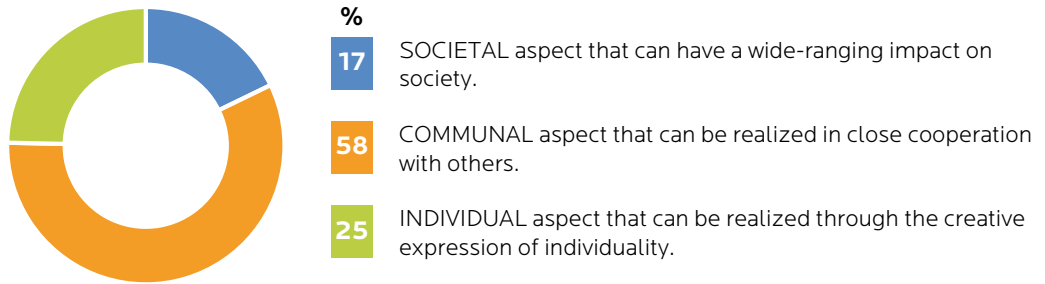 %
17
SOCIETAL aspect that can have a wide-ranging impact on
society.
58
COMMUNAL aspect that can be realized in close cooperation
with others.
25
INDIVIDUAL aspect that can be realized through the creative
expression of individuality.